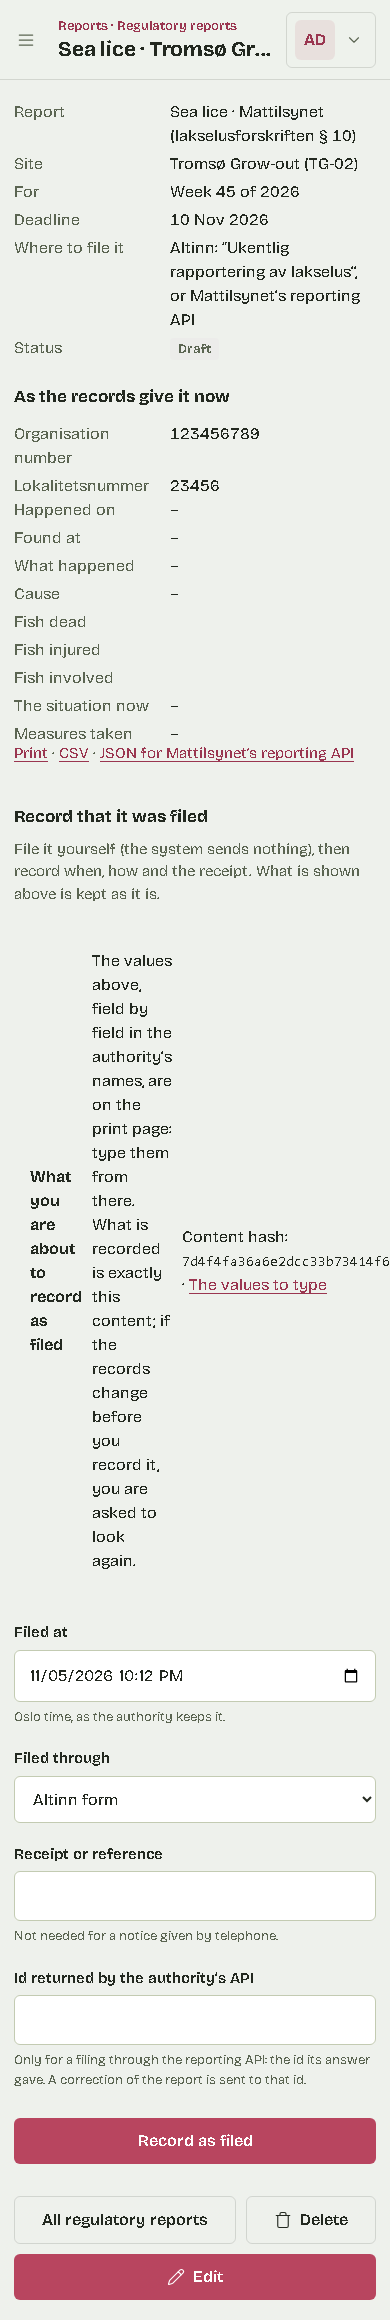 Reports · Regulatory reports
Sea lice · Tromsø Gr...
AD
Report
Sea lice · Mattilsynet
(lakselusforskriften § 10)
Site
Tromsø Grow-out (TG-02)
For
Week 45 of 2026
Deadline
10 Nov 2026
Where to file it
Altinn: “Ukentlig
rapportering av lakselus”,
or Mattilsynet's reporting
API
Status
Draft
As the records give it now
Organisation
number
123456789
Lokalitetsnummer
23456
Happened on
–
Found at
–
What happened
–
Cause
–
Fish dead
Fish injured
Fish involved
The situation now
–
Measures taken
–
Print · CSV · JSON for Mattilsynet's reporting API
Record that it was filed
File it yourself (the system sends nothing), then
record when, how and the receipt. What is shown
above is kept as it is.
What
you
are
about
to
record
as
filed
The values
above,
field by
field in the
authority's
names, are
on the
print page:
type them
from
there.
What is
recorded
is exactly
this
content; if
the
records
change
before
you
record it,
you are
asked to
look
again.
Content hash:
7d4f4fa36a6e2dcc33b73414f6
· The values to type
Filed at
11/05/2026 10:12 PM
Oslo time, as the authority keeps it.
Filed through
Altinn form
Receipt or reference
Not needed for a notice given by telephone.
Id returned by the authority's API
Only for a filing through the reporting API: the id its answer
gave. A correction of the report is sent to that id.
Record as filed
All regulatory reports
Delete
Edit